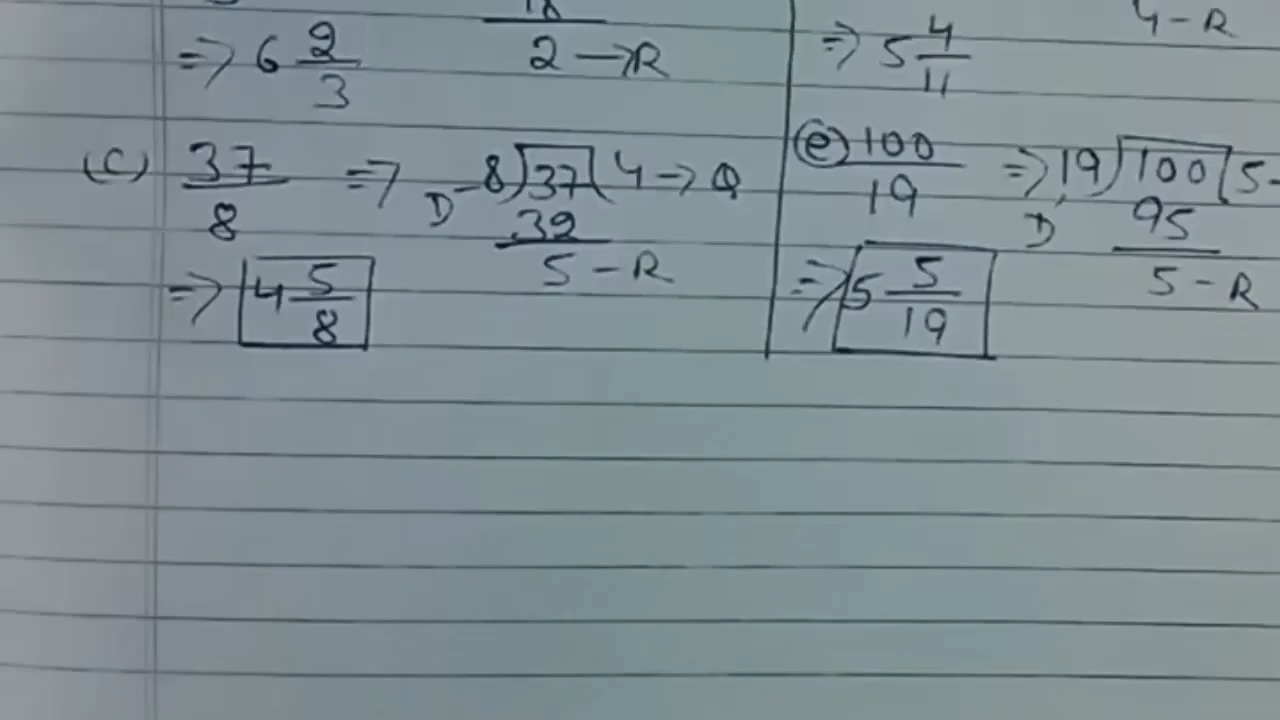 18
⇒ 6 2/3   2 → R
(C) 37/8 ⇒ D - 8)37(4 → Q
32
5 - R
⇒ 4 5/8
4 - R
⇒ 5 4/11
(e) 100/19 ⇒ 19)100(5 -
D   95
5 - R
⇒ 5 5/19